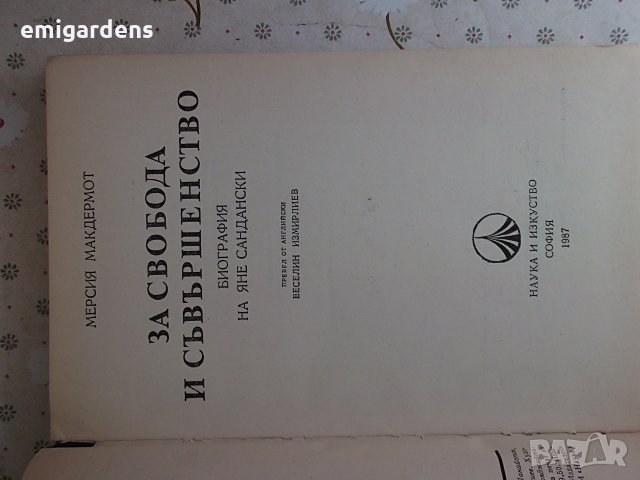 emigardens
МЕРСИЯ МАКДЕРМОТ
ЗА СВОБОДА
И СЪВЪРШЕНСТВО
БИОГРАФИЯ
НА ЯНЕ САНДАНСКИ
ПРЕВЕЛ ОТ АНГЛИЙСКИ
ВЕСЕЛИН ИЗМИРЛИЕВ
НАУКА И ИЗКУСТВО
СОФИЯ
1987
BAZAR